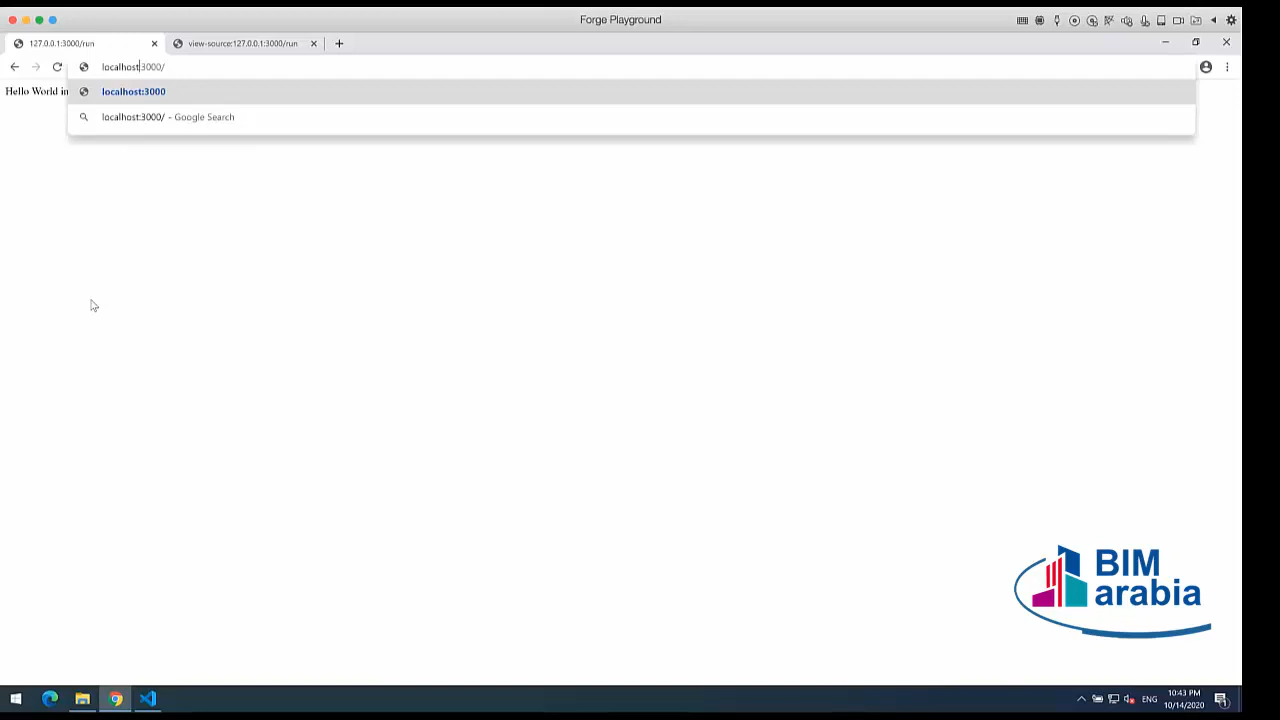 Forge Playground
127.0.0.1:3000/run
view-source:127.0.0.1:3000/run
localhost:3000/
Hello World in
localhost:3000
localhost:3000/ - Google Search
BIM
arabia
ENG
10:43 PM
10/14/2020